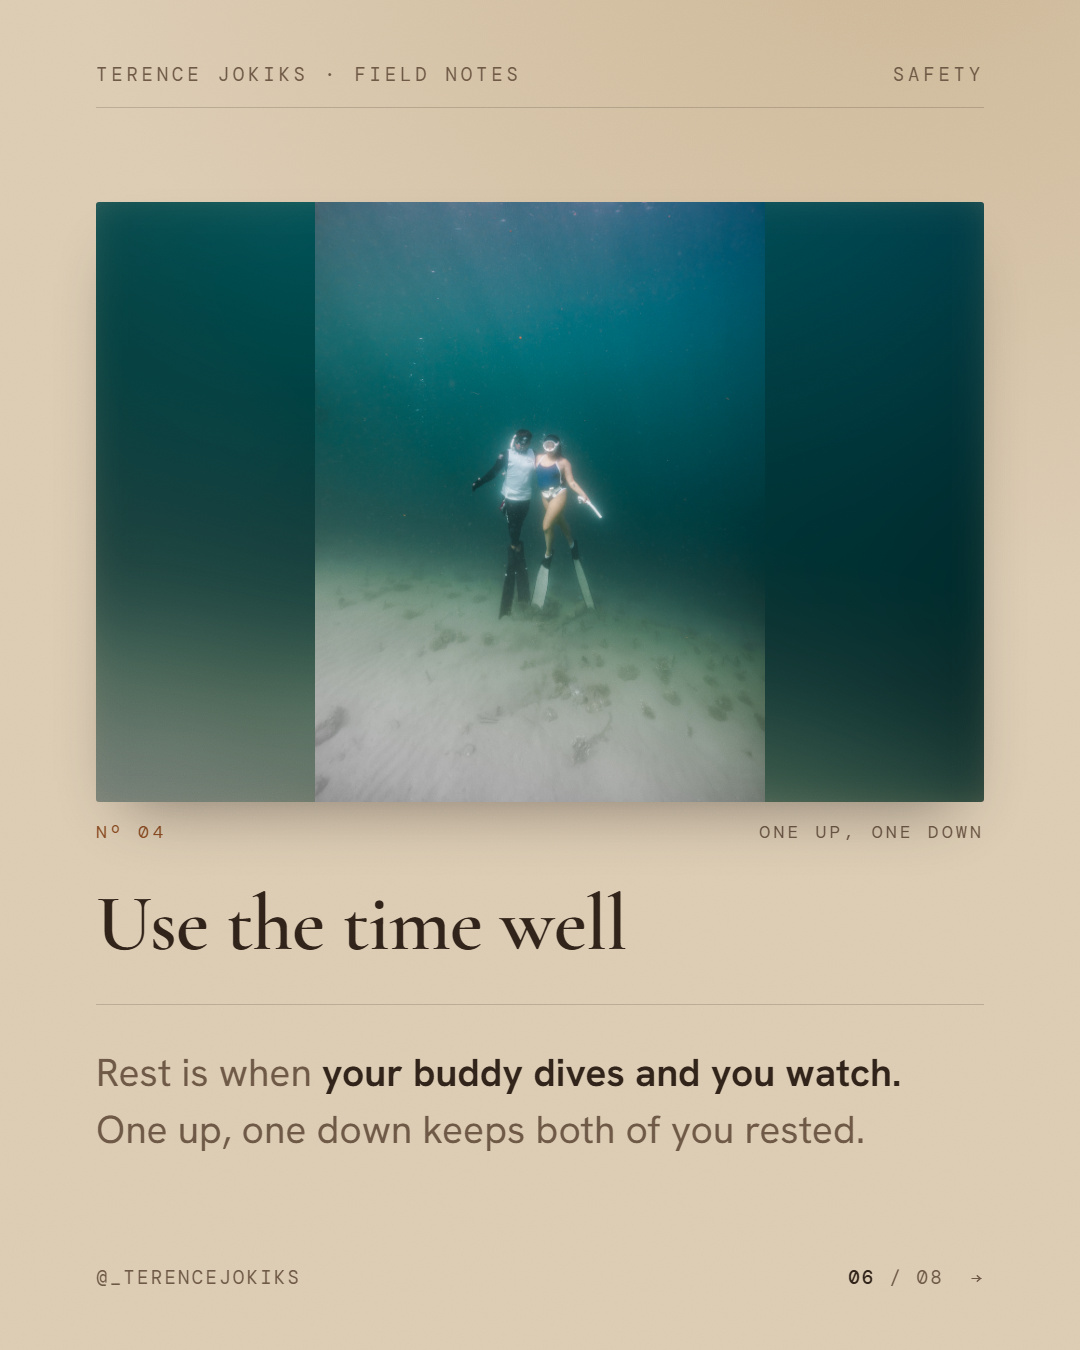 TERENCE JOKIKS · FIELD NOTES
SAFETY
Nº 04
ONE UP, ONE DOWN
Use the time well
Rest is when your buddy dives and you watch.
One up, one down keeps both of you rested.
@_TERENCEJOKIKS
06 / 08 →